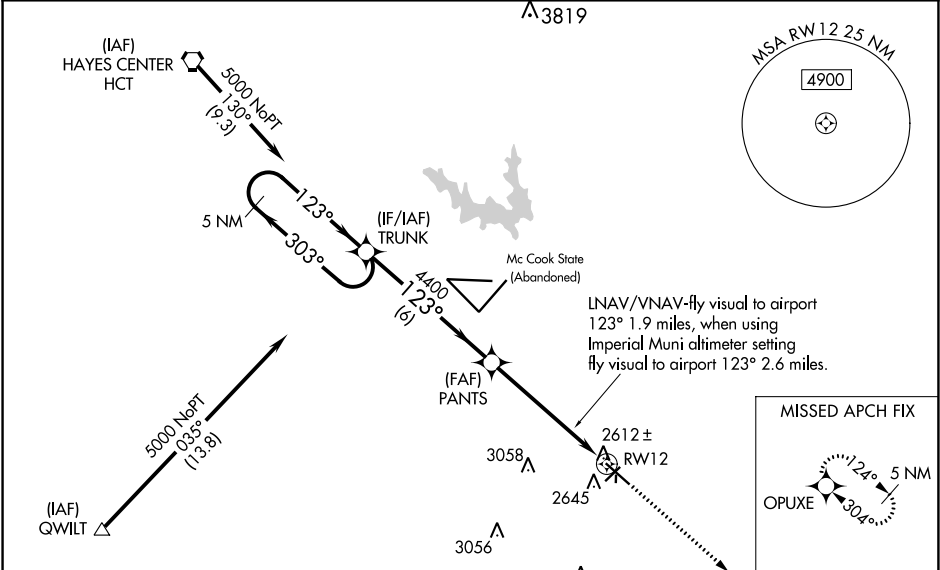 3819
(IAF)
HAYES CENTER
HCT
5000 NoPT
130°
(9.3)
MSA RW12 25 NM
4900
5 NM
123°
303°
(IF/IAF)
TRUNK
Mc Cook State
(Abandoned)
4400
123°
(6)
LNAV/VNAV-fly visual to airport
123° 1.9 miles, when using
Imperial Muni altimeter setting
fly visual to airport 123° 2.6 miles.
(FAF)
PANTS
5000 NoPT
035°
(13.8)
(IAF)
QWILT
2612 ±
RW12
3058
2645
3056
MISSED APCH FIX
124°
5 NM
OPUXE
304°